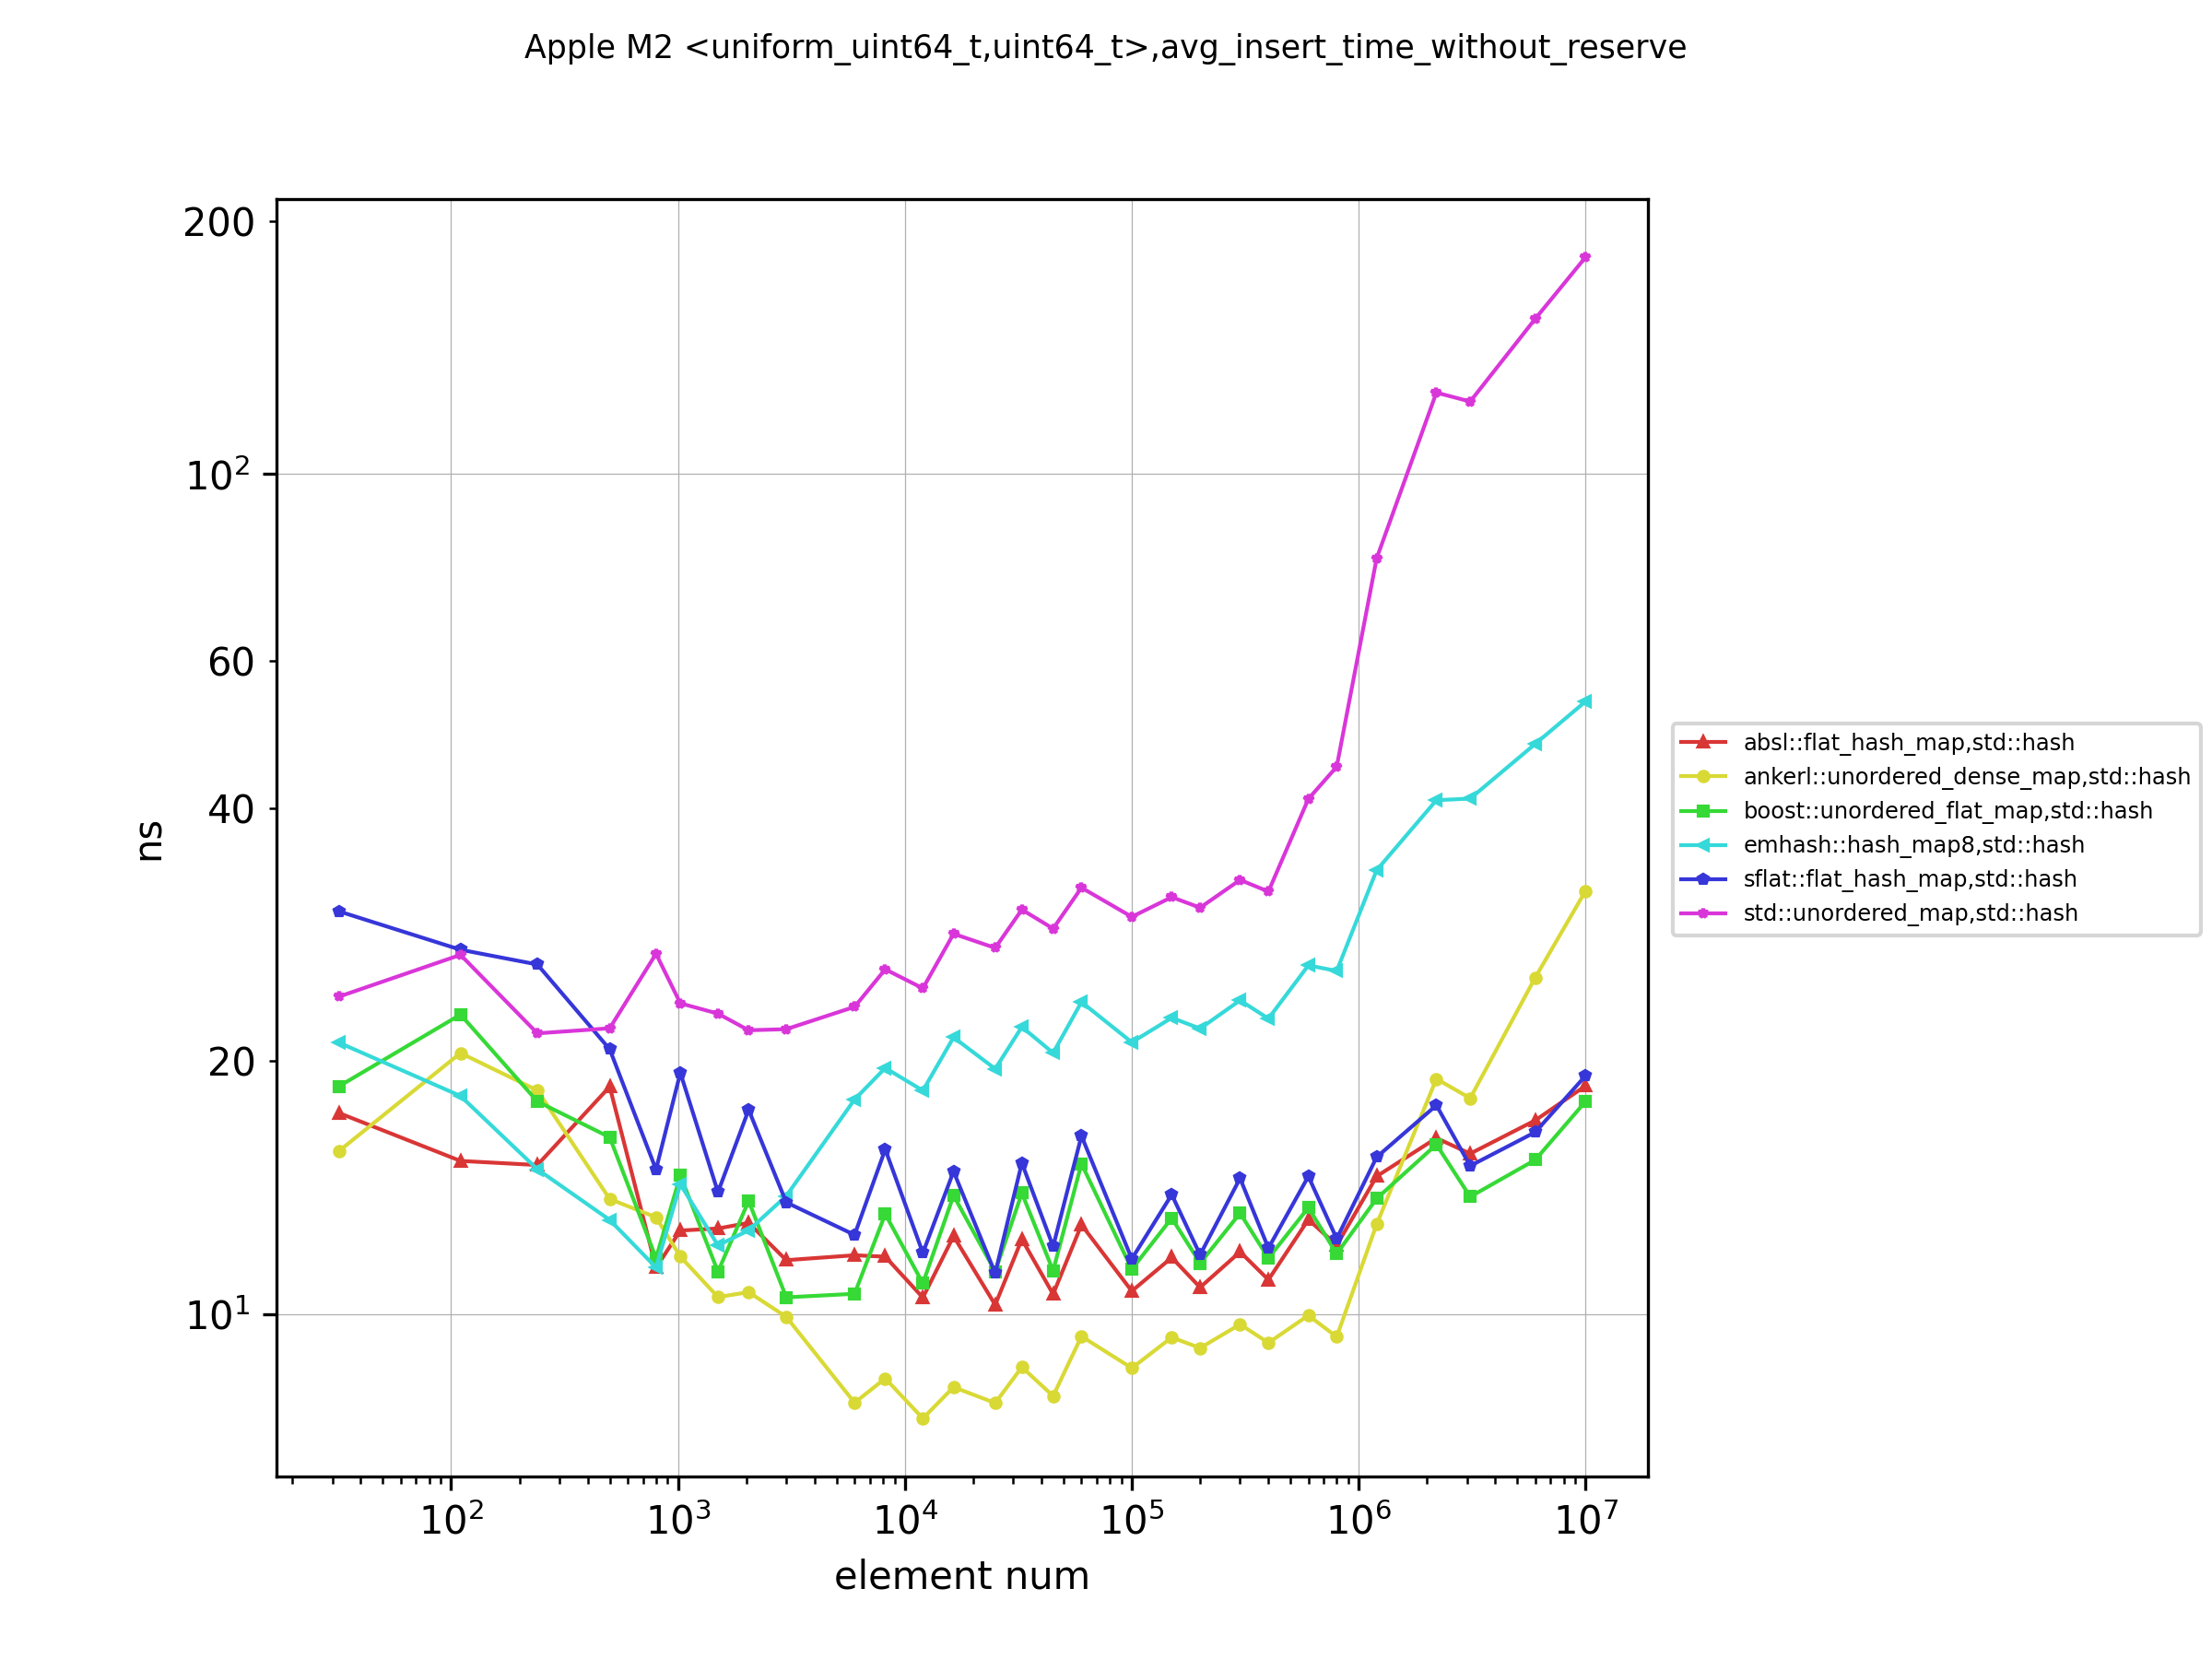 Apple M2 <uniform_uint64_t,uint64_t>,avg_insert_time_without_reserve
200
10²
60
40
20
10¹
ns
10² 10³ 10⁴ 10⁵ 10⁶ 10⁷
element num
absl::flat_hash_map,std::hash
ankerl::unordered_dense_map,std::hash
boost::unordered_flat_map,std::hash
emhash::hash_map8,std::hash
sflat::flat_hash_map,std::hash
std::unordered_map,std::hash